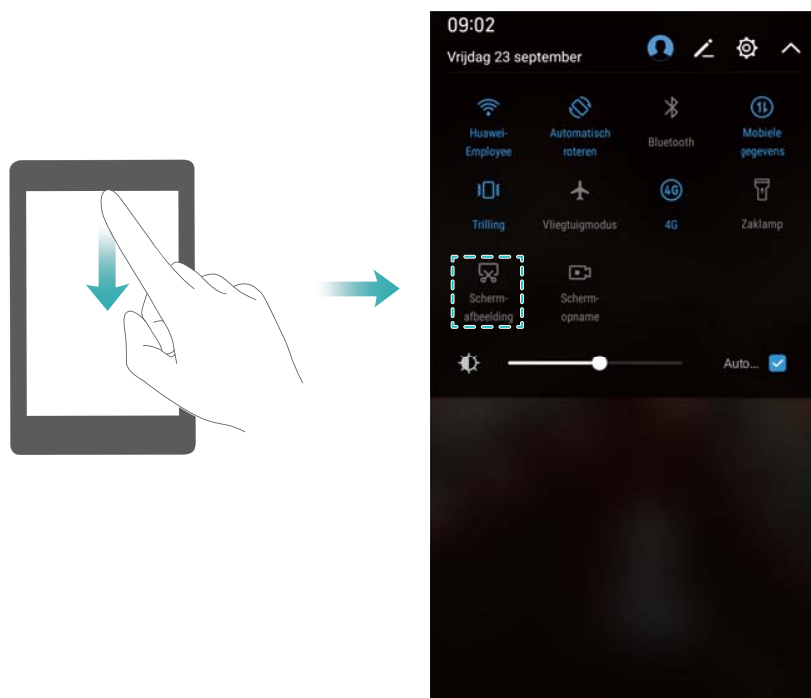 09:02
Vrijdag 23 september
Huawei-
Employee
Automatisch
roteren
Bluetooth
Mobiele
gegevens
Trilling
Vliegtuigmodus
4G
4G
Zaklamp
Scherm-
afbeelding
Scherm-
opname
Auto...